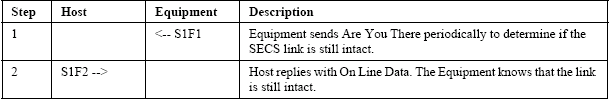 Step Host Equipment Description
1 <-- S1F1 Equipment sends Are You There periodically to determine if the
SECS link is still intact.
2 S1F2 --> Host replies with On Line Data. The Equipment knows that the link
is still intact.